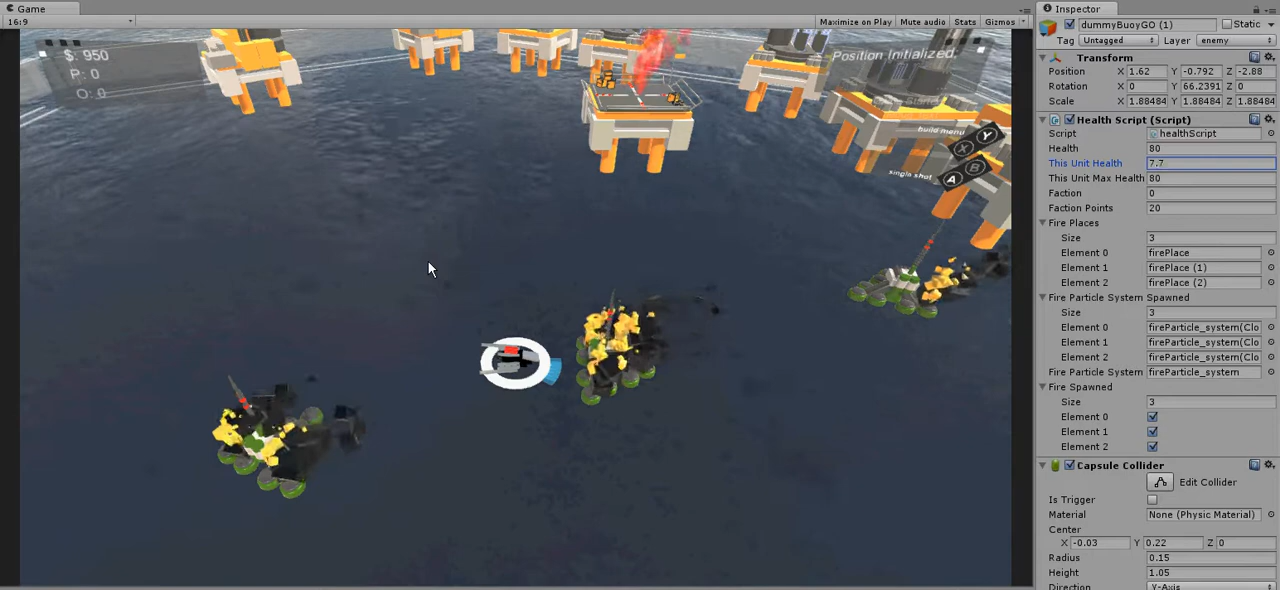 Game
16:9
Maximize on Play Mute audio Stats Gizmos
$: 950
P: 0
O: 0
Position Initialized.
build menu
Y
X
B
single shot
A
Inspector
dummyBuoyGO (1) Static
Tag Untagged Layer enemy
Transform
Position X 1.62 Y -0.792 Z -2.88
Rotation X 0 Y 66.2391 Z 0
Scale X 1.88484 Y 1.88484 Z 1.88484
Health Script (Script)
Script healthScript
Health 80
This Unit Health 7.7
This Unit Max Health 80
Faction 0
Faction Points 20
Fire Places
Size 3
Element 0 firePlace
Element 1 firePlace (1)
Element 2 firePlace (2)
Fire Particle System Spawned
Size 3
Element 0 fireParticle_system(Clo
Element 1 fireParticle_system(Clo
Element 2 fireParticle_system(Clo
Fire Particle System fireParticle_system
Fire Spawned
Size 3
Element 0
Element 1
Element 2
Capsule Collider
Edit Collider
Is Trigger
Material None (Physic Material)
Center
X -0.03 Y 0.22 Z 0
Radius 0.15
Height 1.05
Direction Y-Axis